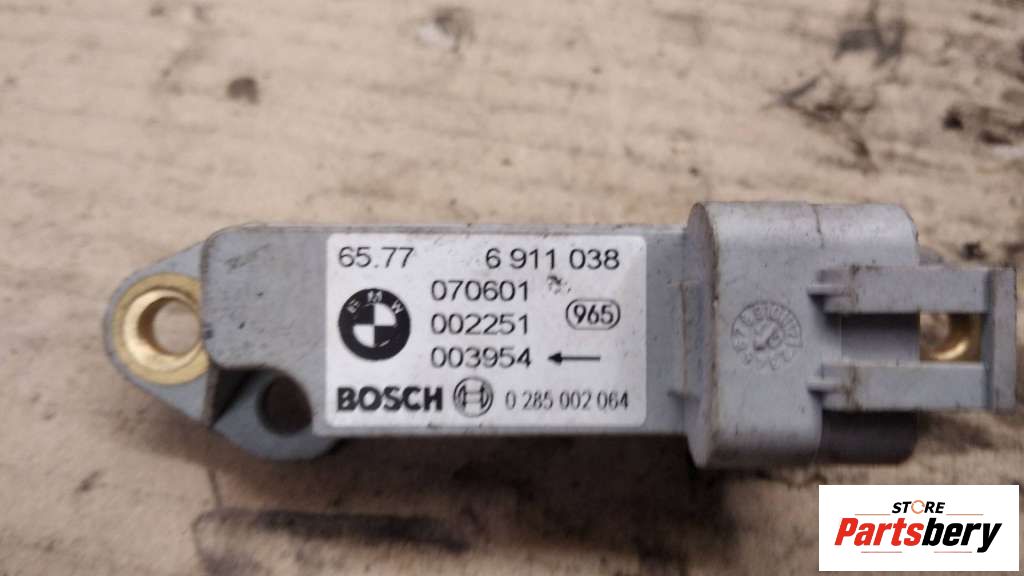 65.77 6 911 038
070601
BMW 002251 965
003954
BOSCH 0 285 002 064
STORE
Partsbery